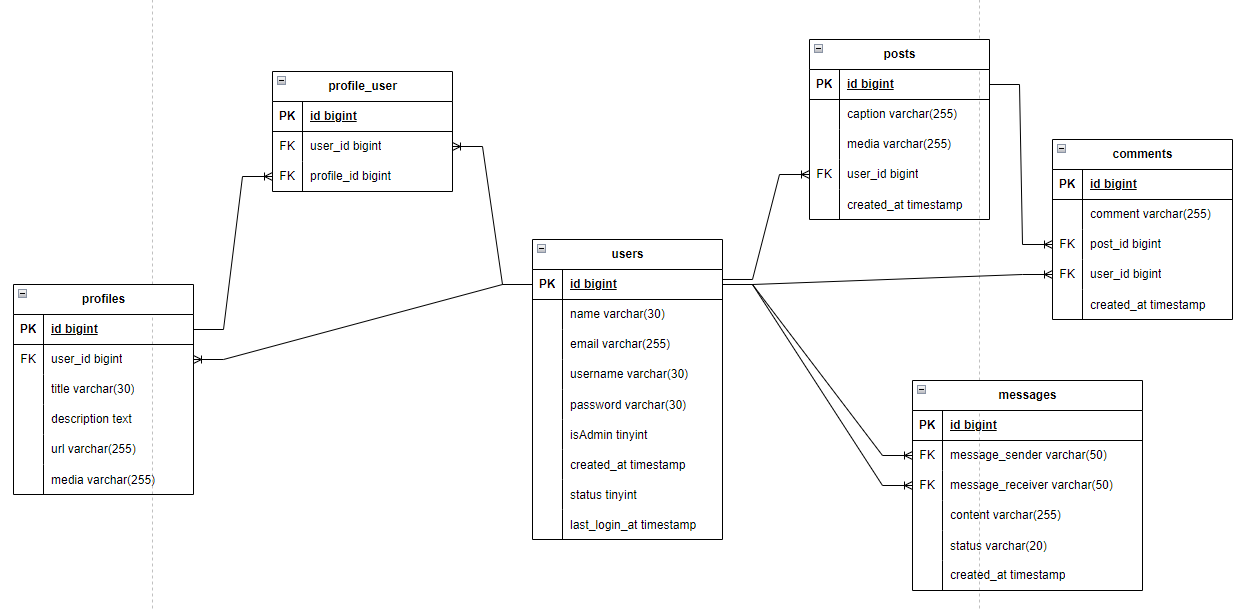 profile_user
PK id bigint
FK user_id bigint
FK profile_id bigint
profiles
PK id bigint
FK user_id bigint
title varchar(30)
description text
url varchar(255)
media varchar(255)
users
PK id bigint
name varchar(30)
email varchar(255)
username varchar(30)
password varchar(30)
isAdmin tinyint
created_at timestamp
status tinyint
last_login_at timestamp
posts
PK id bigint
caption varchar(255)
media varchar(255)
FK user_id bigint
created_at timestamp
comments
PK id bigint
comment varchar(255)
FK post_id bigint
FK user_id bigint
created_at timestamp
messages
PK id bigint
FK message_sender varchar(50)
FK message_receiver varchar(50)
content varchar(255)
status varchar(20)
created_at timestamp